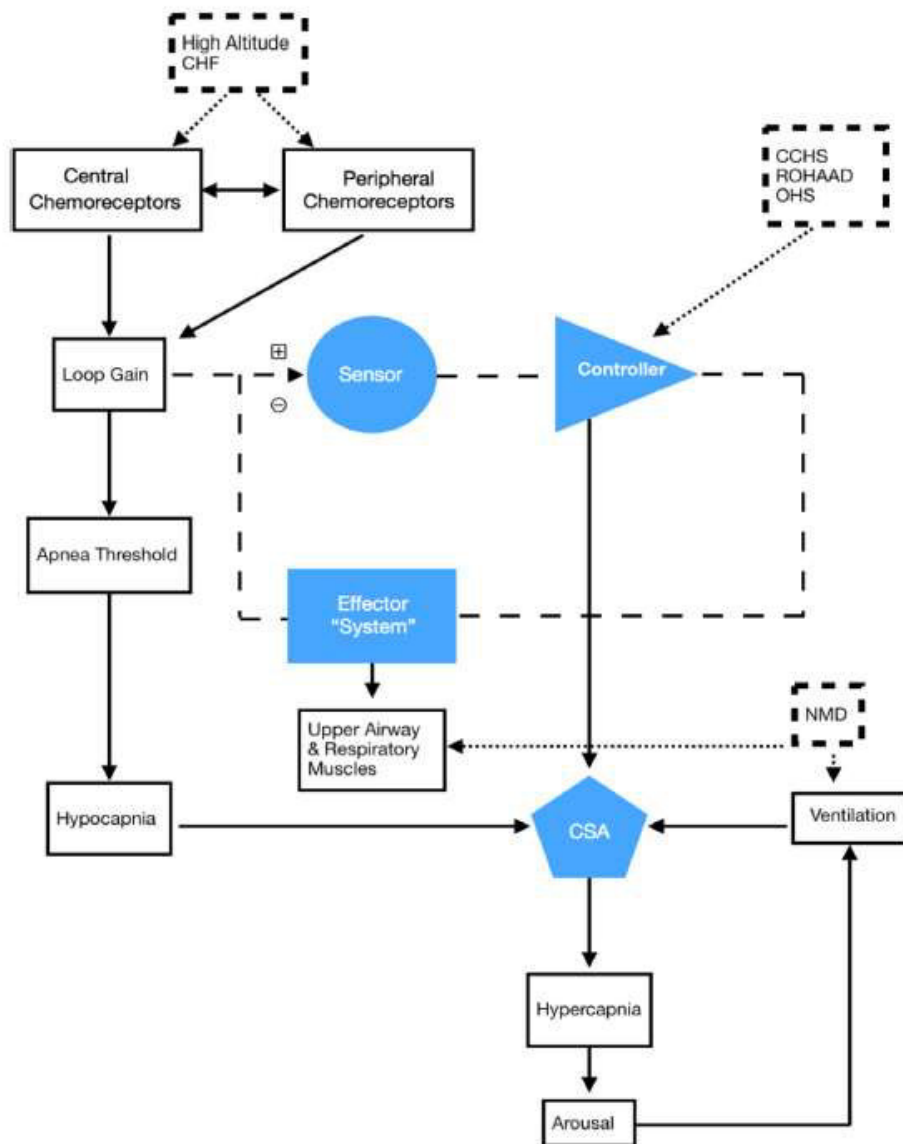 High Altitude
CHF
CCHS
ROHAAD
OHS
Central
Chemoreceptors
Peripheral
Chemoreceptors
Loop Gain
+
−
Sensor
Controller
Apnea Threshold
Effector
"System"
Upper Airway
& Respiratory
Muscles
NMD
Hypocapnia
CSA
Ventilation
Hypercapnia
Arousal